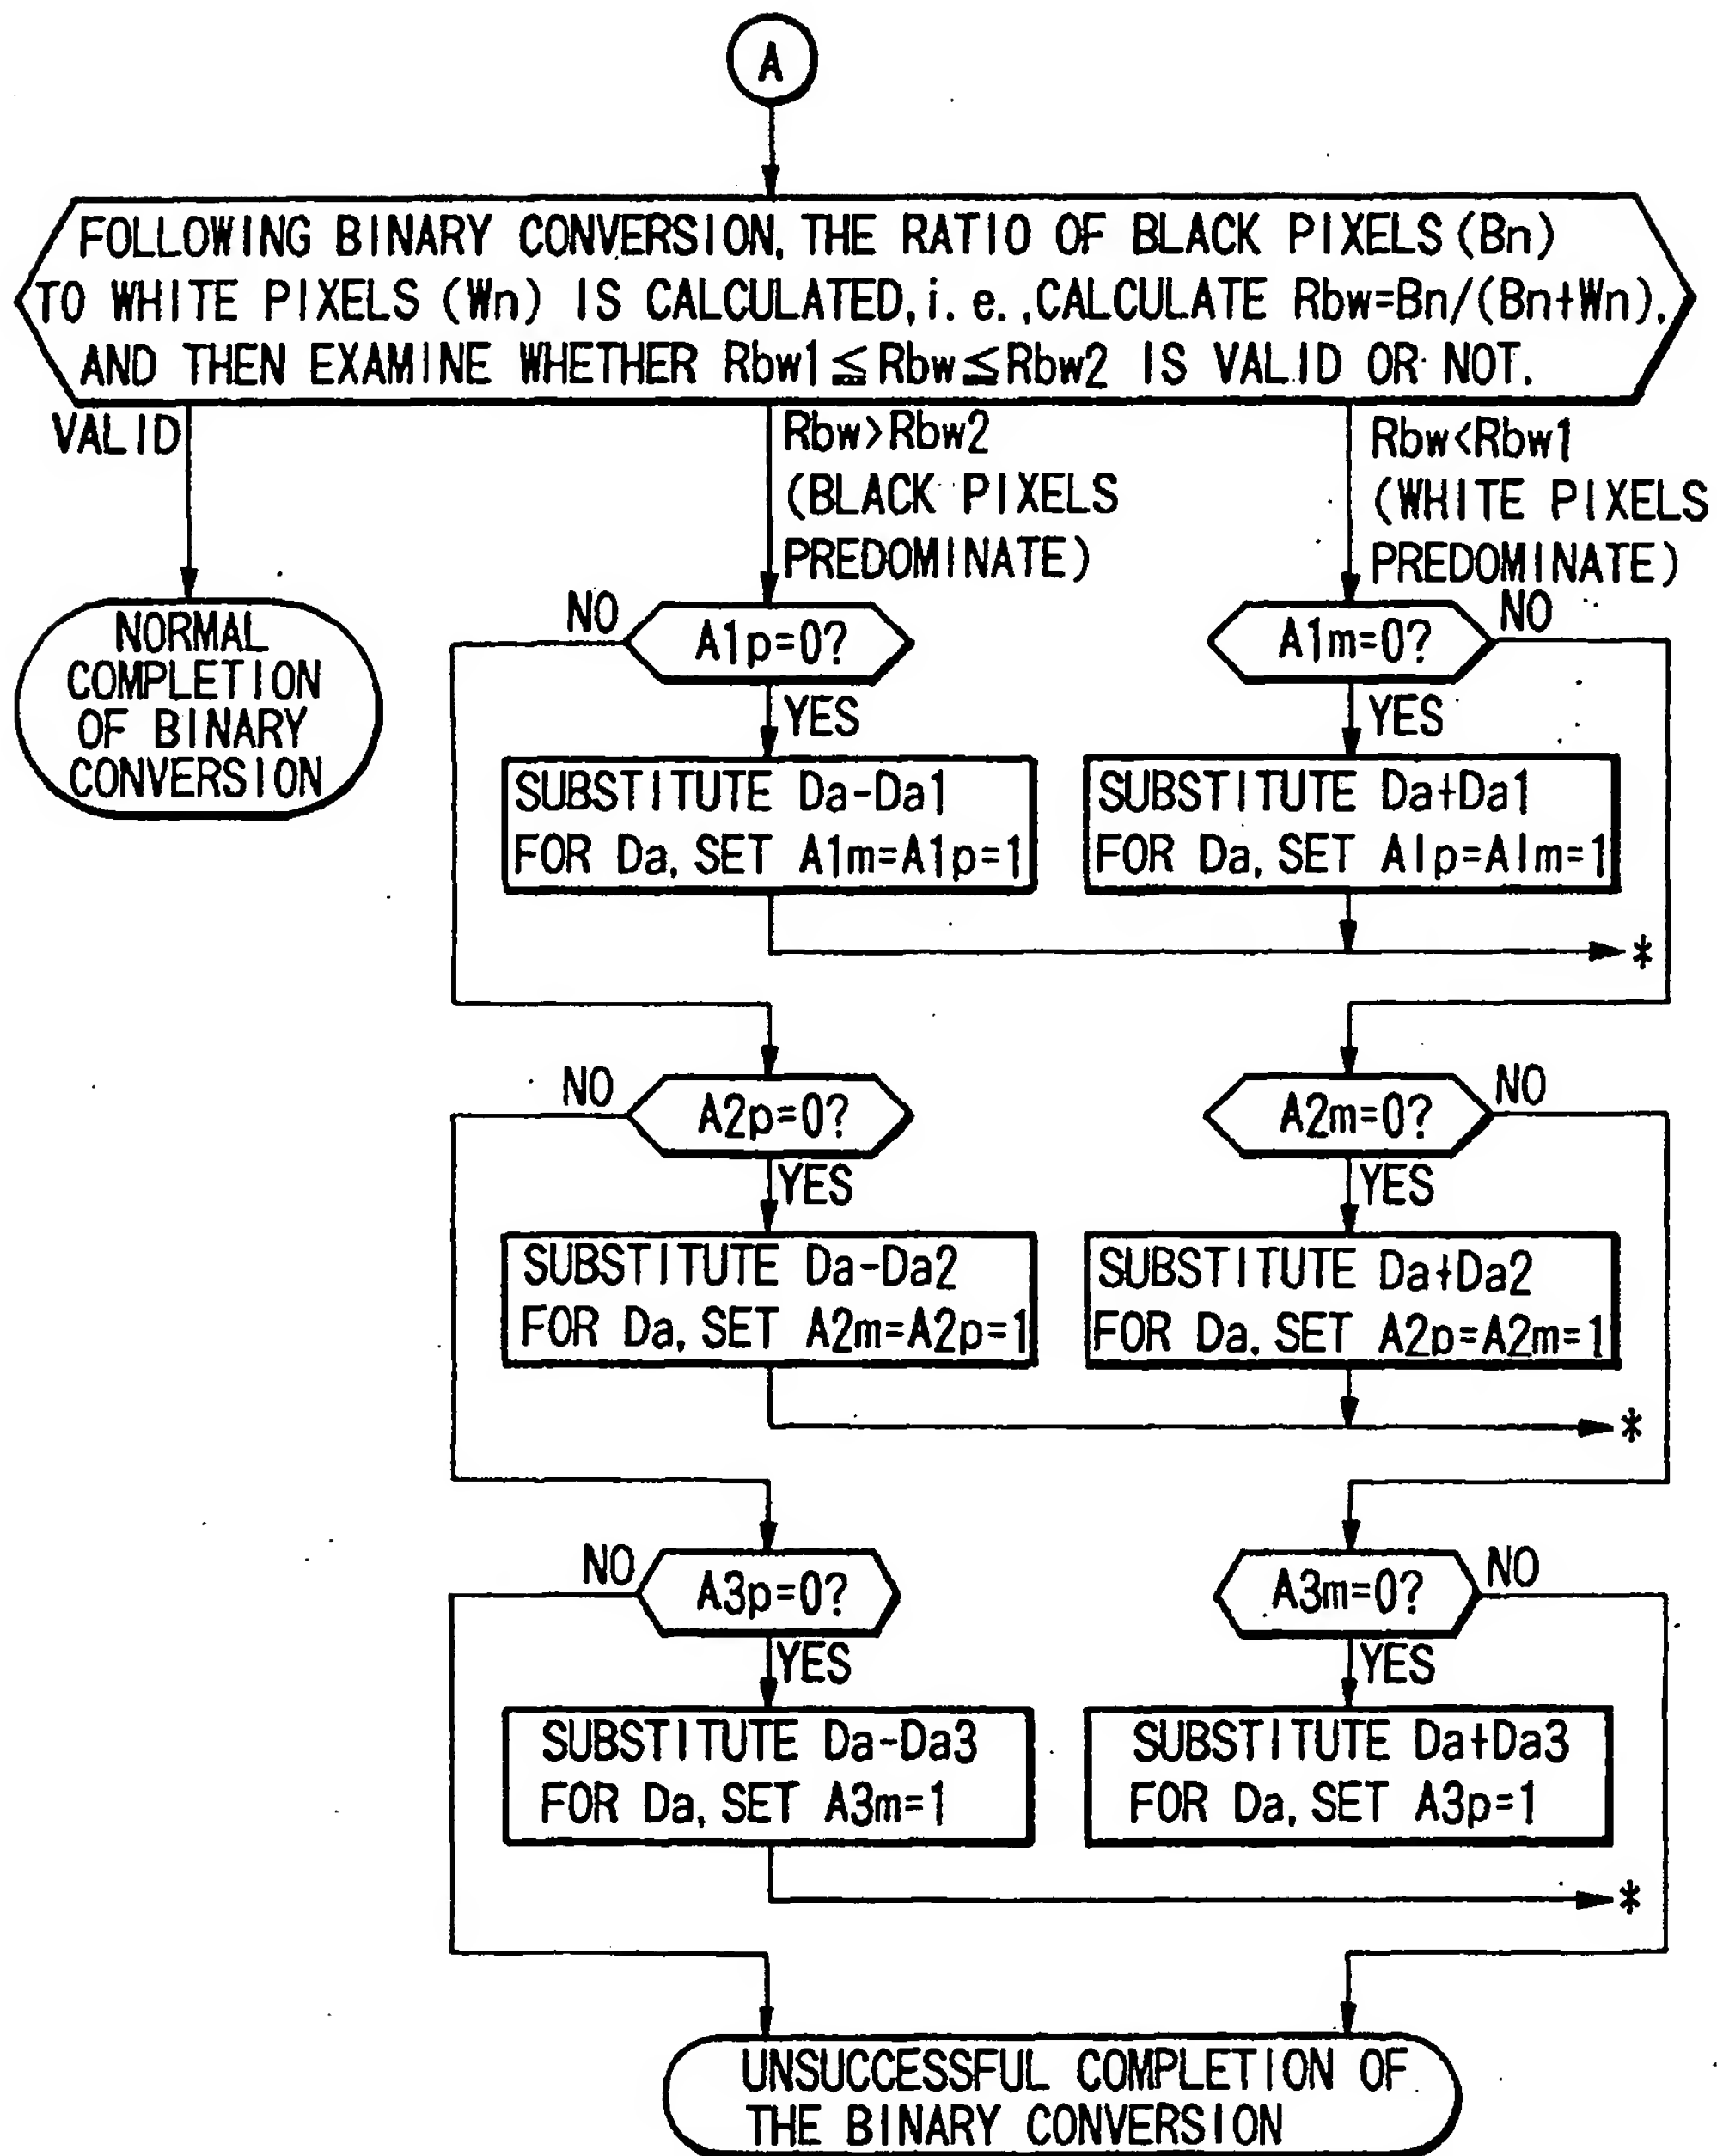 A
FOLLOWING BINARY CONVERSION, THE RATIO OF BLACK PIXELS (Bn)
TO WHITE PIXELS (Wn) IS CALCULATED, i. e., CALCULATE Rbw=Bn/(Bn+Wn),
AND THEN EXAMINE WHETHER Rbw1≦Rbw≦Rbw2 IS VALID OR NOT.
VALID
Rbw>Rbw2
(BLACK PIXELS
PREDOMINATE)
Rbw<Rbw1
(WHITE PIXELS
PREDOMINATE)
NORMAL
COMPLETION
OF BINARY
CONVERSION
NO
A1p=0?
YES
A1m=0?
NO
YES
SUBSTITUTE Da-Da1
FOR Da, SET A1m=A1p=1
SUBSTITUTE Da+Da1
FOR Da, SET AIp=AIm=1
*
NO
A2p=0?
YES
A2m=0?
NO
YES
SUBSTITUTE Da-Da2
FOR Da, SET A2m=A2p=1
SUBSTITUTE Da+Da2
FOR Da, SET A2p=A2m=1
*
NO
A3p=0?
YES
A3m=0?
NO
YES
SUBSTITUTE Da-Da3
FOR Da, SET A3m=1
SUBSTITUTE Da+Da3
FOR Da, SET A3p=1
*
UNSUCCESSFUL COMPLETION OF
THE BINARY CONVERSION